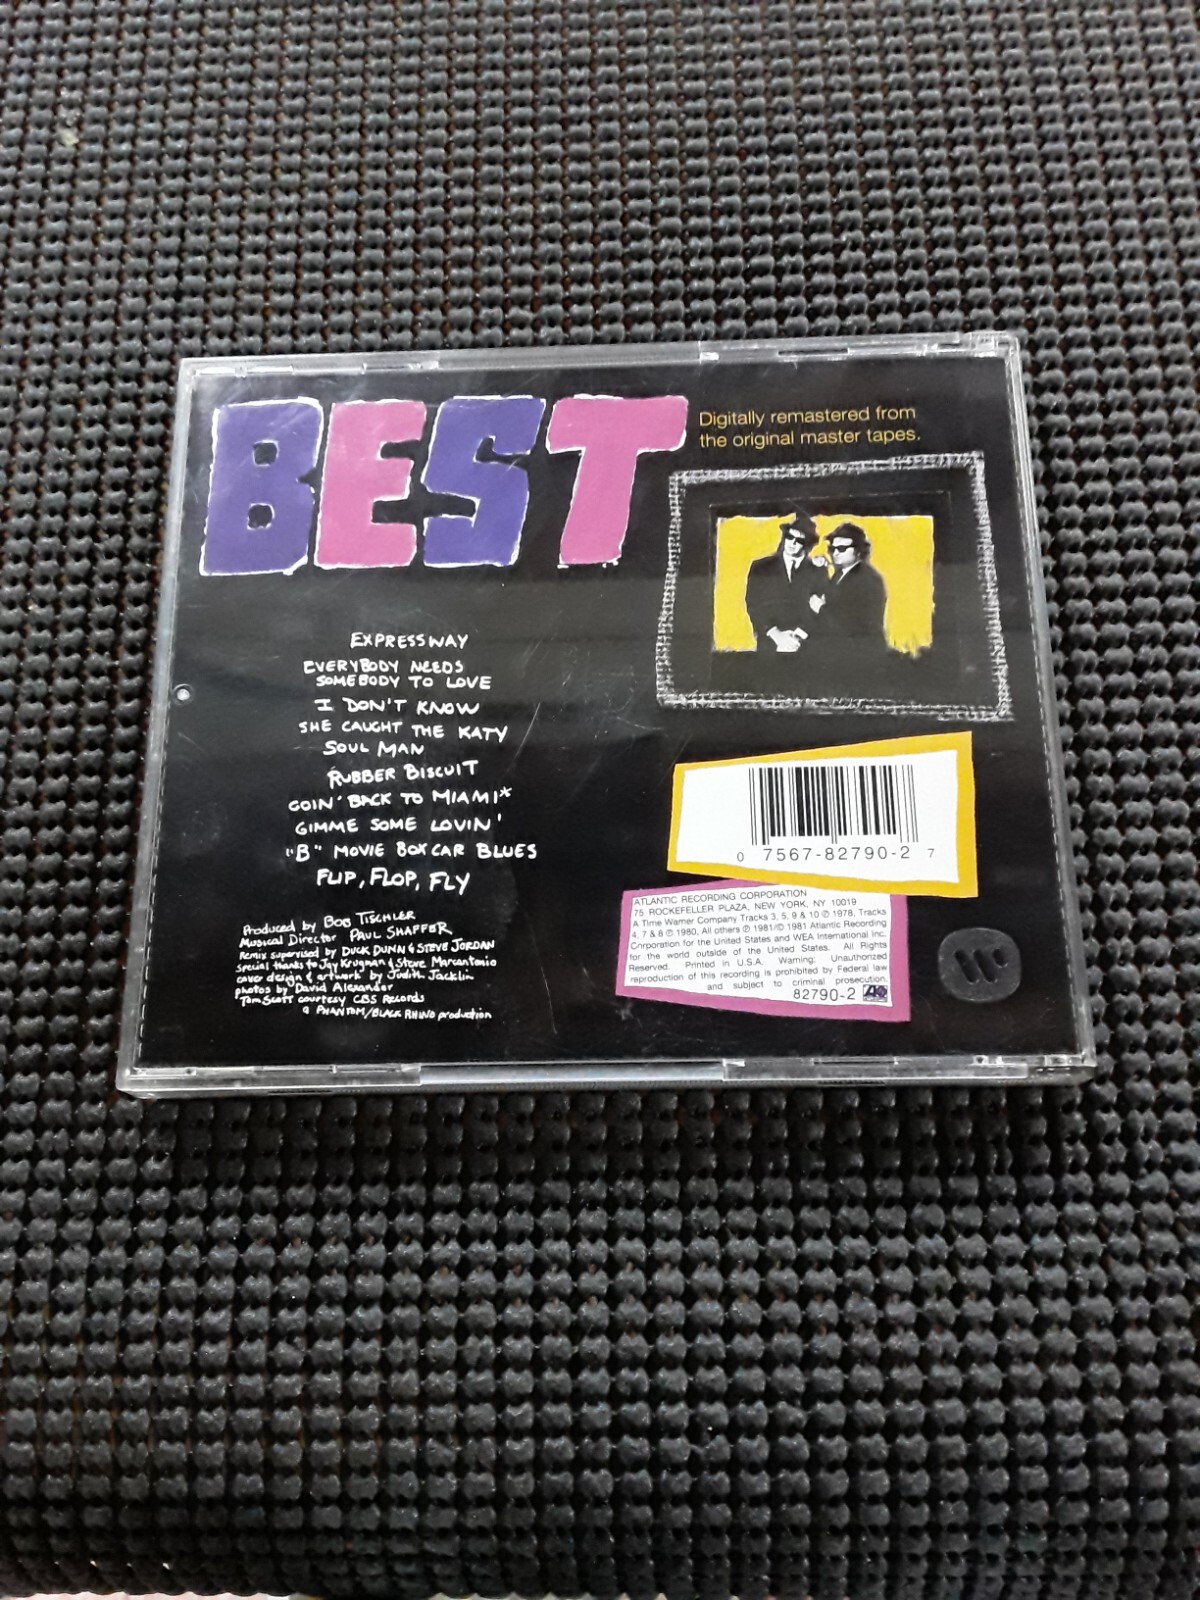 BEST
Digitally remastered from
the original master tapes.
EXPRESSWAY
EVERYBODY NEEDS
SOMEBODY TO LOVE
I DON'T KNOW
SHE CAUGHT THE KATY
SOUL MAN
RUBBER BISCUIT
GOIN' BACK TO MIAMI*
GIMME SOME LOVIN'
"B" MOVIE BOX CAR BLUES
FLIP, FLOP, FLY
Produced by BOB TISCHLER
Musical Director PAUL SHAFFER
Remix supervised by DUCK DUNN & STEVE JORDAN
special thanks to Jay Krugman & Steve Marcantonio
cover design & artwork by Judith Jacklin
photos by David Alexander
Tom Scott courtesy CBS Records
a PHANTOM/BLACK RHINO production
0 7567-82790-2 7
ATLANTIC RECORDING CORPORATION
75 ROCKEFELLER PLAZA, NEW YORK, NY 10019
A Time Warner Company Tracks 3, 5, 9 & 10 ℗ 1978, Tracks
4, 7 & 8 ℗ 1980, All others ℗ 1981/© 1981 Atlantic Recording
Corporation for the United States and WEA International Inc.
for the world outside of the United States. All Rights
Reserved. Printed in U.S.A. Warning: Unauthorized
reproduction of this recording is prohibited by Federal law
and subject to criminal prosecution.
82790-2